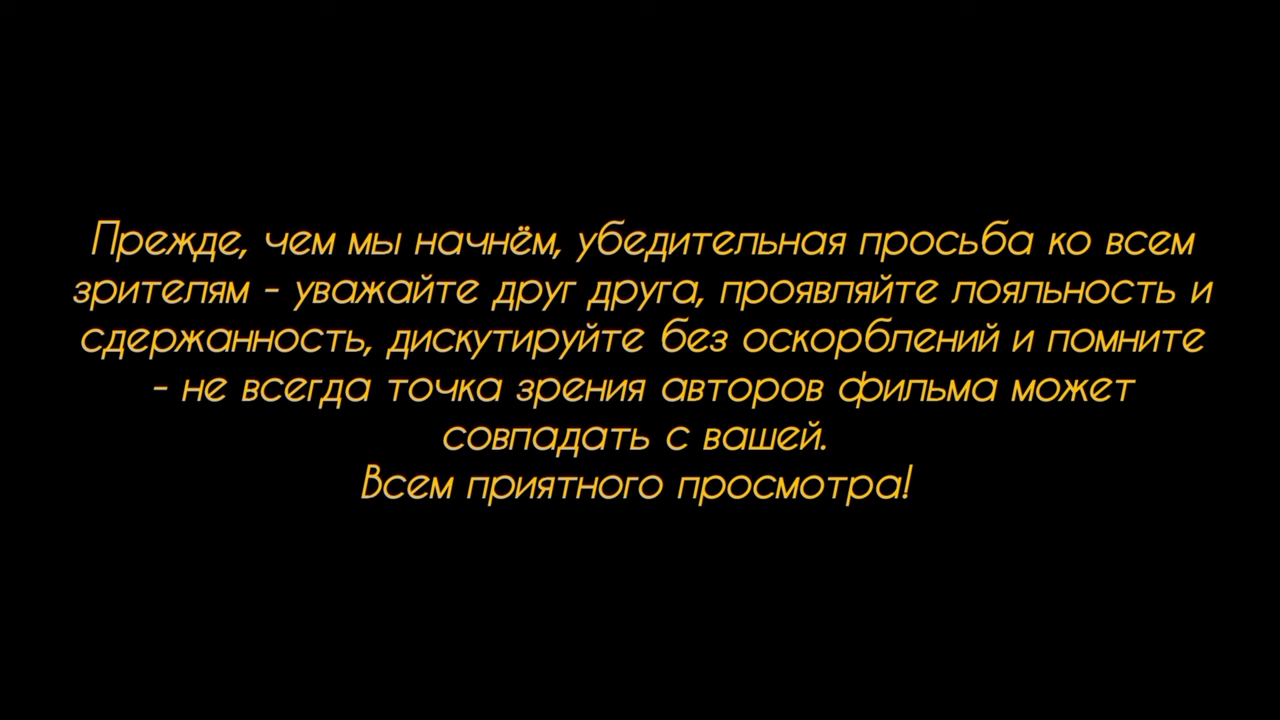 Прежде, чем мы начнём, убедительная просьба ко всем
зрителям - уважайте друг друга, проявляйте лояльность и
сдержанность, дискутируйте без оскорблений и помните
- не всегда точка зрения авторов фильма может
совпадать с вашей.
Всем приятного просмотра!